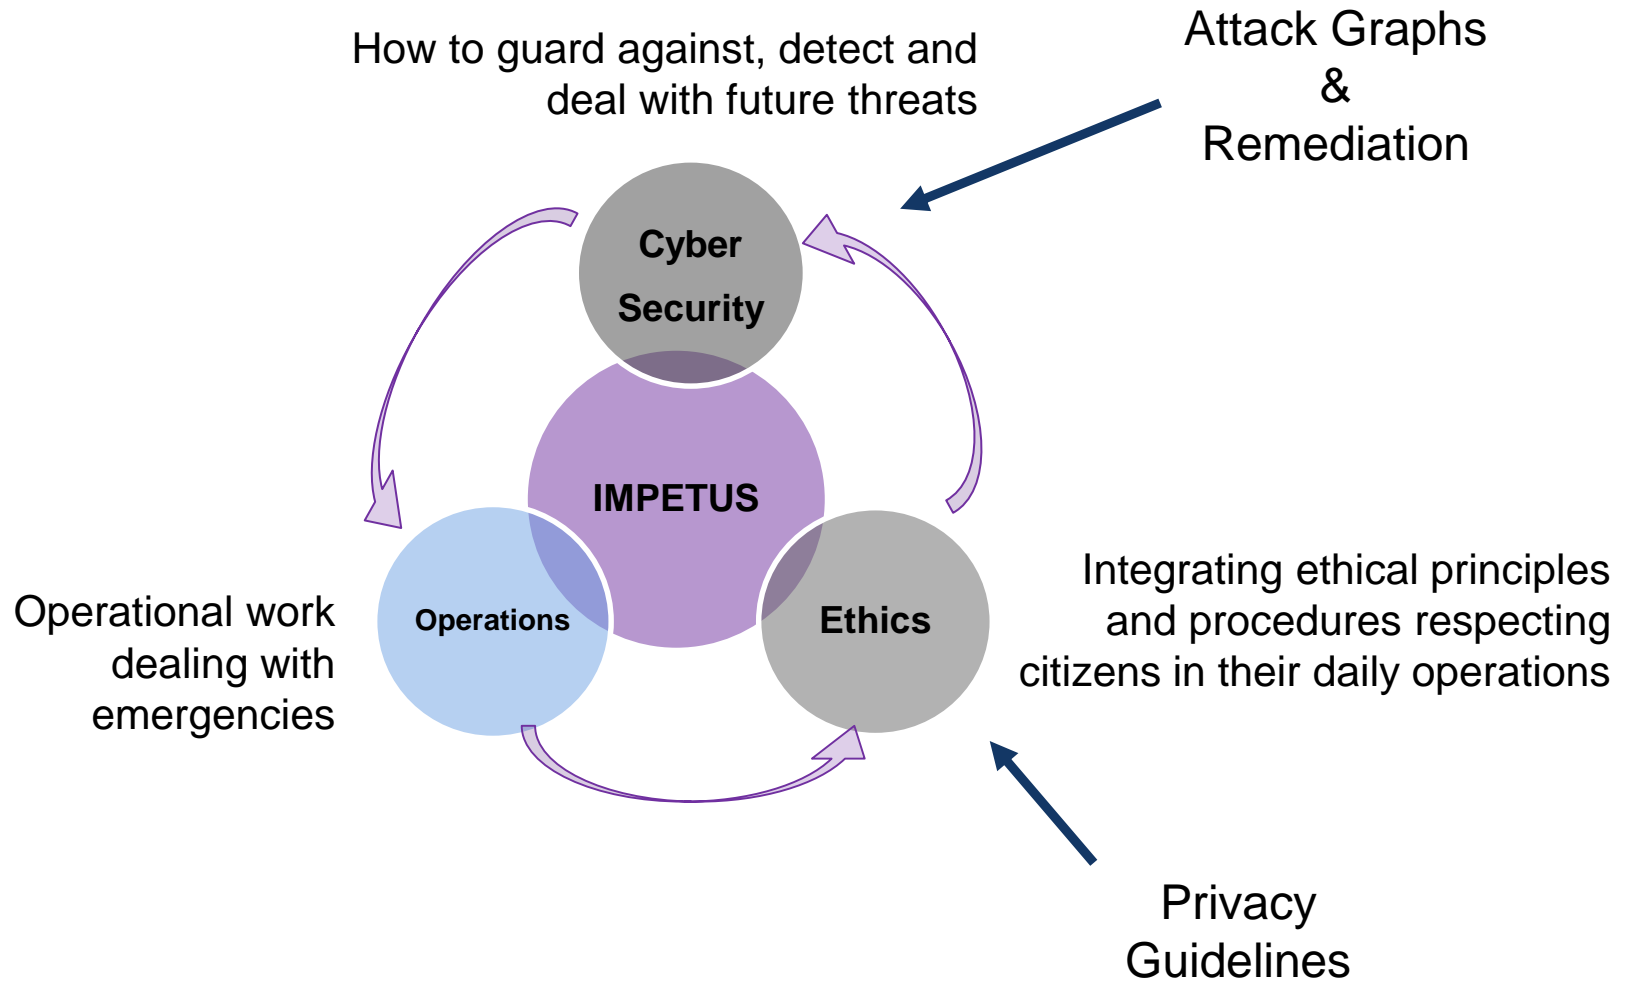 How to guard against, detect and
deal with future threats
Attack Graphs
&
Remediation
Cyber
Security
IMPETUS
Operations
Ethics
Operational work
dealing with
emergencies
Integrating ethical principles
and procedures respecting
citizens in their daily operations
Privacy
Guidelines